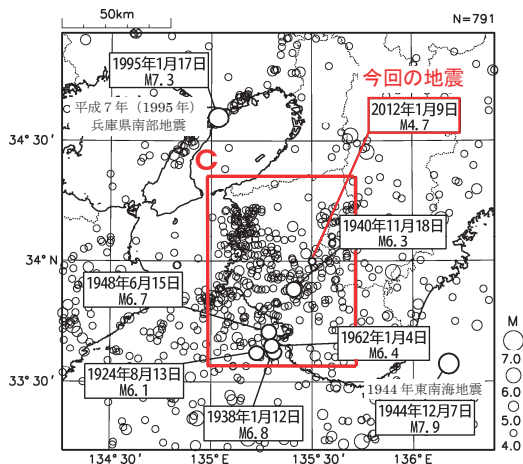 50km
N=791
1995年1月17日
M7.3
平成7年（1995年）
兵庫県南部地震
今回の地震
2012年1月9日
M4.7
34°30′
C
1940年11月18日
M6.3
34°N
1948年6月15日
M6.7
1962年1月4日
M6.4
1924年8月13日
M6.1
33°30′
1938年1月12日
M6.8
1944年東南海地震
1944年12月7日
M7.9
M
7.0
6.0
5.0
4.0
134°30′
135°E
135°30′
136°E